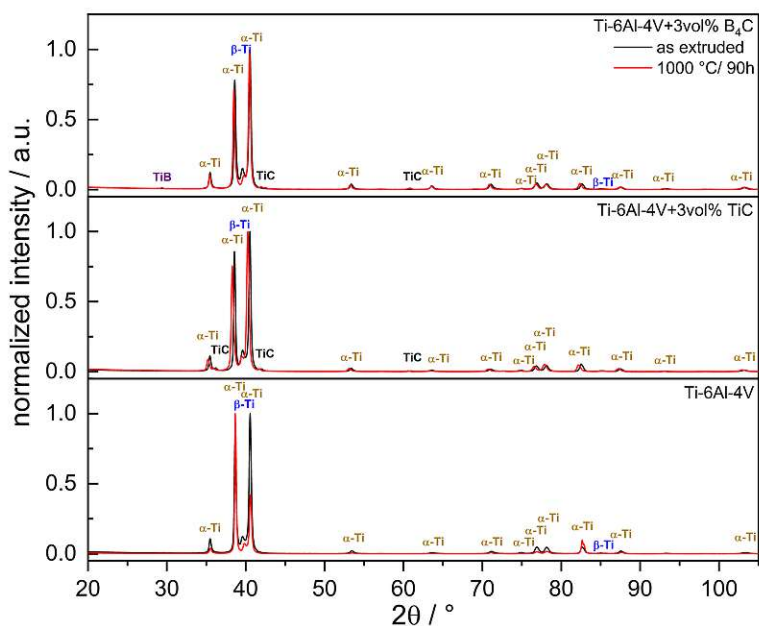 Ti-6Al-4V+3vol% B₄C
as extruded
1000 °C/ 90h
α-Ti
β-Ti
α-Ti
1.0
0.5
0.0
TiB
α-Ti
TiC
α-Ti
TiC
α-Ti
α-Ti
α-Ti
α-Ti
α-Ti
α-Ti
β-Ti
α-Ti
α-Ti
α-Ti
Ti-6Al-4V+3vol% TiC
α-Ti
β-Ti
α-Ti
1.0
0.5
0.0
α-Ti
TiC
TiC
α-Ti
TiC
α-Ti
α-Ti
α-Ti
α-Ti
α-Ti
α-Ti
α-Ti
α-Ti
α-Ti
Ti-6Al-4V
α-Ti
α-Ti
β-Ti
1.0
0.5
0.0
α-Ti
α-Ti
α-Ti
α-Ti
α-Ti
α-Ti
α-Ti
α-Ti
β-Ti
α-Ti
α-Ti
normalized intensity / a.u.
20
30
40
50
60
70
80
90
100
2θ / °